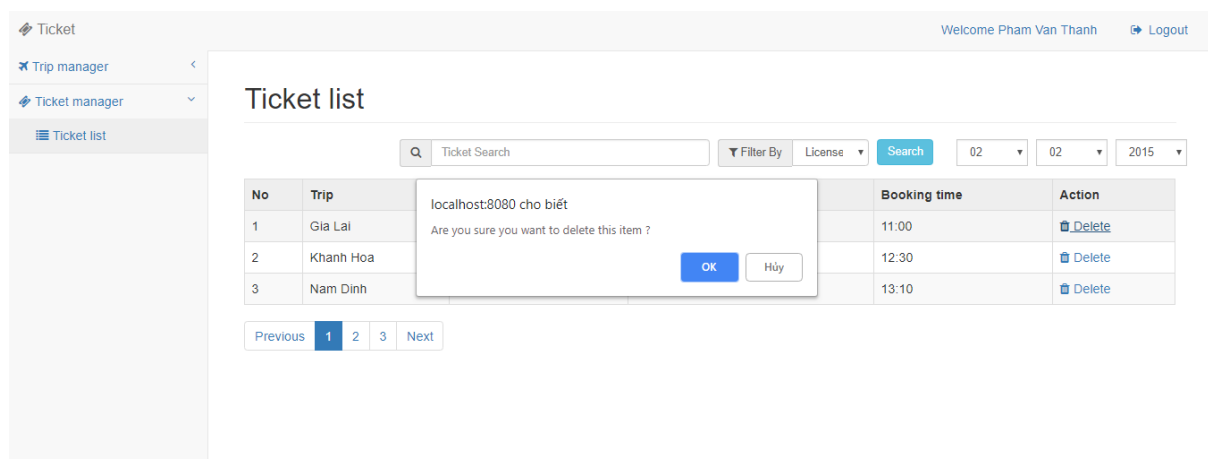 Ticket
Welcome Pham Van Thanh Logout
Trip manager
Ticket manager
Ticket list
Ticket list
Ticket Search Filter By License Search 02 02 2015
No Trip Booking time Action
1 Gia Lai 11:00 Delete
2 Khanh Hoa 12:30 Delete
3 Nam Dinh 13:10 Delete
localhost:8080 cho biết
Are you sure you want to delete this item ?
OK Hủy
Previous 1 2 3 Next